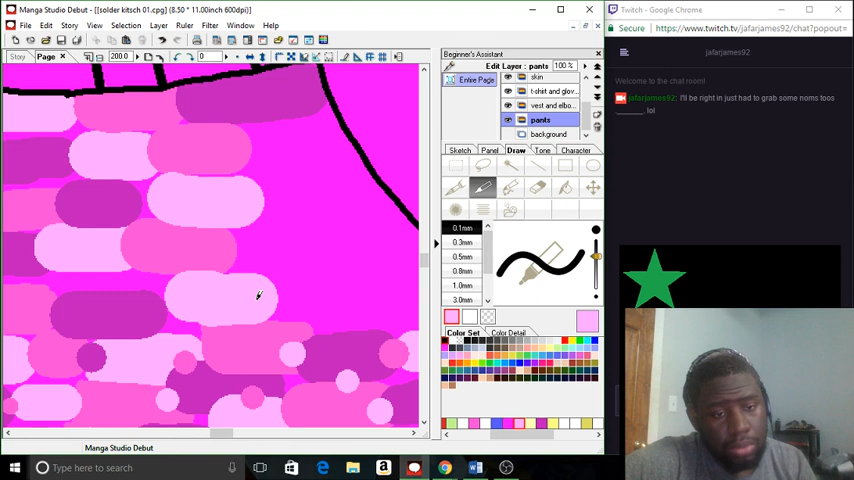 Manga Studio Debut - [[solder kitsch 01.cpg] (8.50 * 11.00inch 600dpi)]
Twitch - Google Chrome
File Edit Story View Selection Layer Ruler Filter Window Help
Secure https://www.twitch.tv/jafarjames92/chat?popout=
200.0
0
Story Page
Beginner's Assistant
jafarjames92
Edit Layer : pants 100 %
Entire Page
skin
t-shirt and glov...
vest and elbo...
pants
background
Welcome to the chat room!
jafarjames92: I'll be right in just had to grab some noms toos
lol
Sketch Panel Draw Tone Character
0.1mm
0.3mm
0.5mm
0.8mm
1.0mm
3.0mm
Color Set Color Detail
Manga Studio Debut
Type here to search